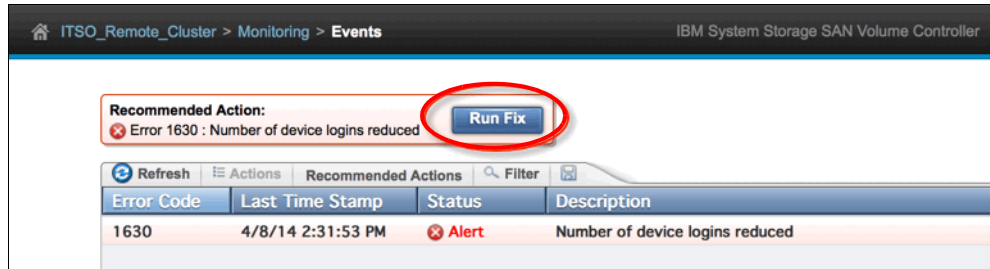 ITSO_Remote_Cluster > Monitoring > Events
IBM System Storage SAN Volume Controller
Recommended Action:
Error 1630 : Number of device logins reduced
Run Fix
Refresh Actions Recommended Actions Filter
Error Code Last Time Stamp Status Description
1630 4/8/14 2:31:53 PM Alert Number of device logins reduced